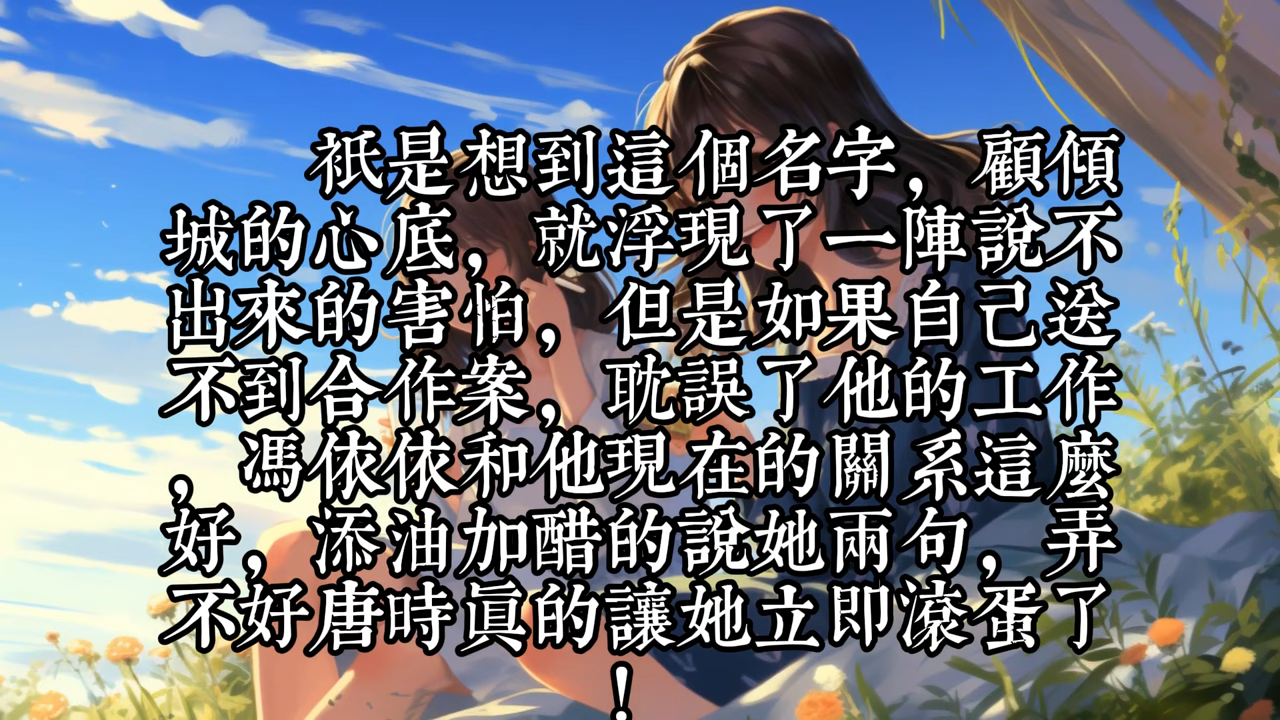 祇是想到這個名字，顧傾
城的心底，就浮現了一陣說不
出來的害怕，但是如果自己送
不到合作案，耽誤了他的工作
，馮依依和他現在的關系這麼
好，添油加醋的說她兩句，弄
不好唐時眞的讓她立即滾蛋了
！